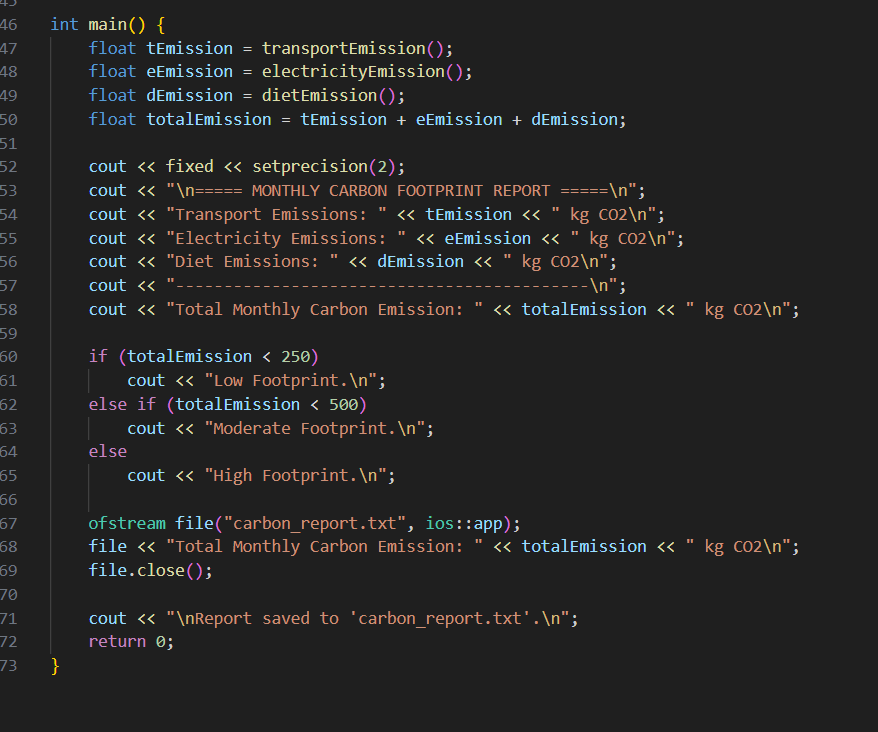 45
46 int main() {
47     float tEmission = transportEmission();
48     float eEmission = electricityEmission();
49     float dEmission = dietEmission();
50     float totalEmission = tEmission + eEmission + dEmission;
51
52     cout << fixed << setprecision(2);
53     cout << "\n===== MONTHLY CARBON FOOTPRINT REPORT =====\n";
54     cout << "Transport Emissions: " << tEmission << " kg CO2\n";
55     cout << "Electricity Emissions: " << eEmission << " kg CO2\n";
56     cout << "Diet Emissions: " << dEmission << " kg CO2\n";
57     cout << "-------------------------------------------\n";
58     cout << "Total Monthly Carbon Emission: " << totalEmission << " kg CO2\n";
59
60     if (totalEmission < 250)
61         cout << "Low Footprint.\n";
62     else if (totalEmission < 500)
63         cout << "Moderate Footprint.\n";
64     else
65         cout << "High Footprint.\n";
66
67     ofstream file("carbon_report.txt", ios::app);
68     file << "Total Monthly Carbon Emission: " << totalEmission << " kg CO2\n";
69     file.close();
70
71     cout << "\nReport saved to 'carbon_report.txt'.\n";
72     return 0;
73 }